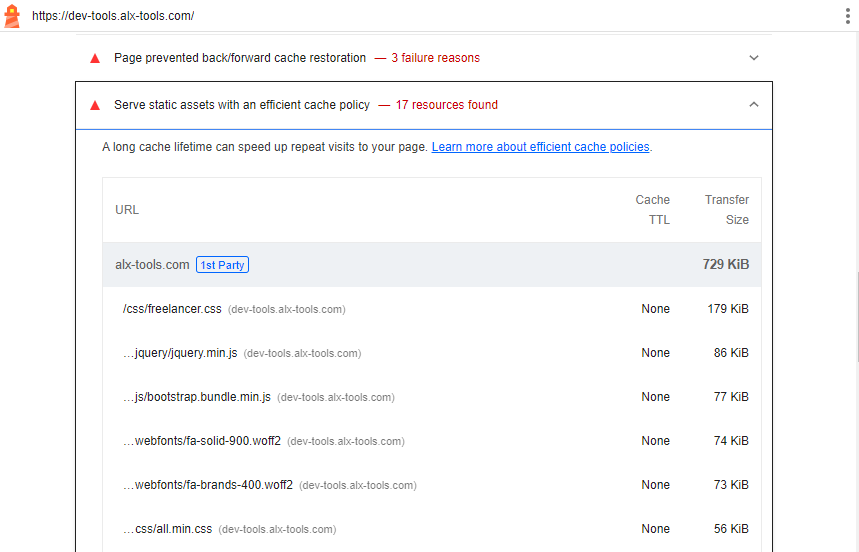 https://dev-tools.alx-tools.com/
Page prevented back/forward cache restoration — 3 failure reasons
Serve static assets with an efficient cache policy — 17 resources found
A long cache lifetime can speed up repeat visits to your page. Learn more about efficient cache policies.
URL Cache TTL Transfer Size
alx-tools.com 1st Party 729 KiB
/css/freelancer.css (dev-tools.alx-tools.com) None 179 KiB
…jquery/jquery.min.js (dev-tools.alx-tools.com) None 86 KiB
…js/bootstrap.bundle.min.js (dev-tools.alx-tools.com) None 77 KiB
…webfonts/fa-solid-900.woff2 (dev-tools.alx-tools.com) None 74 KiB
…webfonts/fa-brands-400.woff2 (dev-tools.alx-tools.com) None 73 KiB
…css/all.min.css (dev-tools.alx-tools.com) None 56 KiB